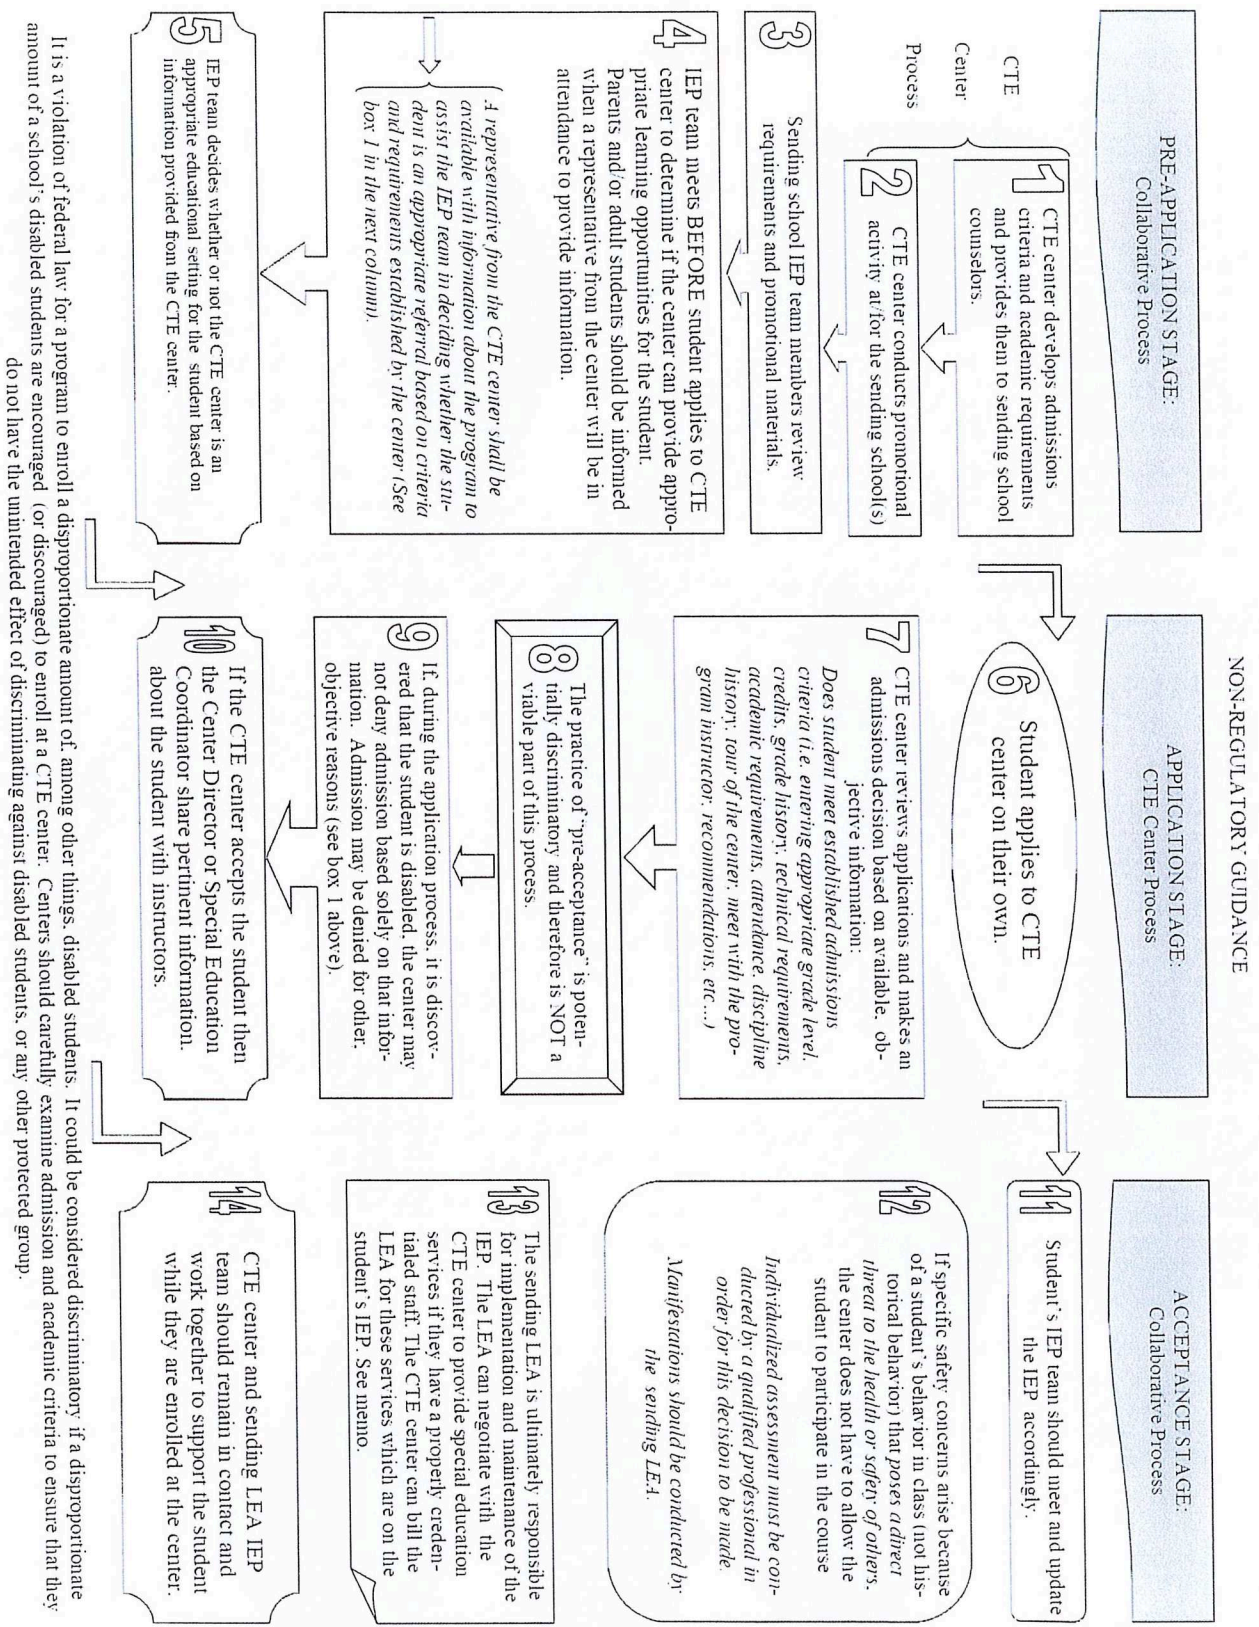 NON-REGULATORY GUIDANCE
PRE-APPLICATION STAGE:
Collaborative Process
CTE
Center
Process
1
CTE center develops admissions
criteria and academic requirements
and provides them to sending school
counselors.
2
CTE center conducts promotional
activity at/for the sending school(s)
3
Sending school IEP team members review
requirements and promotional materials.
4
IEP team meets BEFORE student applies to CTE
center to determine if the center can provide appro-
priate learning opportunities for the student.
Parents and/or adult students should be informed
when a representative from the center will be in
attendance to provide information.
A representative from the CTE center shall be
available with information about the program to
assist the IEP team in deciding whether the stu-
dent is an appropriate referral based on criteria
and requirements established by the center (See
box 1 in the next column).
5
IEP team decides whether or not the CTE center is an
appropriate educational setting for the student based on
information provided from the CTE center.
APPLICATION STAGE:
CTE Center Process
6
Student applies to CTE
center on their own.
7
CTE center reviews applications and makes an
admissions decision based on available, ob-
jective information:
Does student meet established admissions
criteria (i.e. entering appropriate grade level,
credits, grade history, technical requirements,
academic requirements, attendance, discipline
history, tour of the center, meet with the pro-
gram instructor, recommendations, etc....)
8
The practice of "pre-acceptance" is poten-
tially discriminatory and therefore is NOT a
viable part of this process.
9
If, during the application process, it is discov-
ered that the student is disabled, the center may
not deny admission based solely on that infor-
mation. Admission may be denied for other,
objective reasons (see box 1 above).
10
If the CTE center accepts the student then
the Center Director or Special Education
Coordinator share pertinent information.
about the student with instructors.
ACCEPTANCE STAGE:
Collaborative Process
11
Student's IEP team should meet and update
the IEP accordingly.
12
If specific safety concerns arise because
of a student's behavior in class (not his-
torical behavior) that poses a direct
threat to the health or safety of others,
the center does not have to allow the
student to participate in the course
Individualized assessment must be con-
ducted by a qualified professional in
order for this decision to be made.
Manifestations should be conducted by
the sending LEA.
13
The sending LEA is ultimately responsible
for implementation and maintenance of the
IEP. The LEA can negotiate with the
CTE center to provide special education
services if they have a properly creden-
tialed staff. The CTE center can bill the
LEA for these services which are on the
student's IEP. See memo.
14
CTE center and sending LEA IEP
team should remain in contact and
work together to support the student
while they are enrolled at the center.
It is a violation of federal law for a program to enroll a disproportionate amount of, among other things, disabled students. It could be considered discriminatory if a disproportionate
amount of a school's disabled students are encouraged (or discouraged) to enroll at a CTE center. Centers should carefully examine admission and academic criteria to ensure that they
do not have the unintended effect of discriminating against disabled students, or any other protected group.